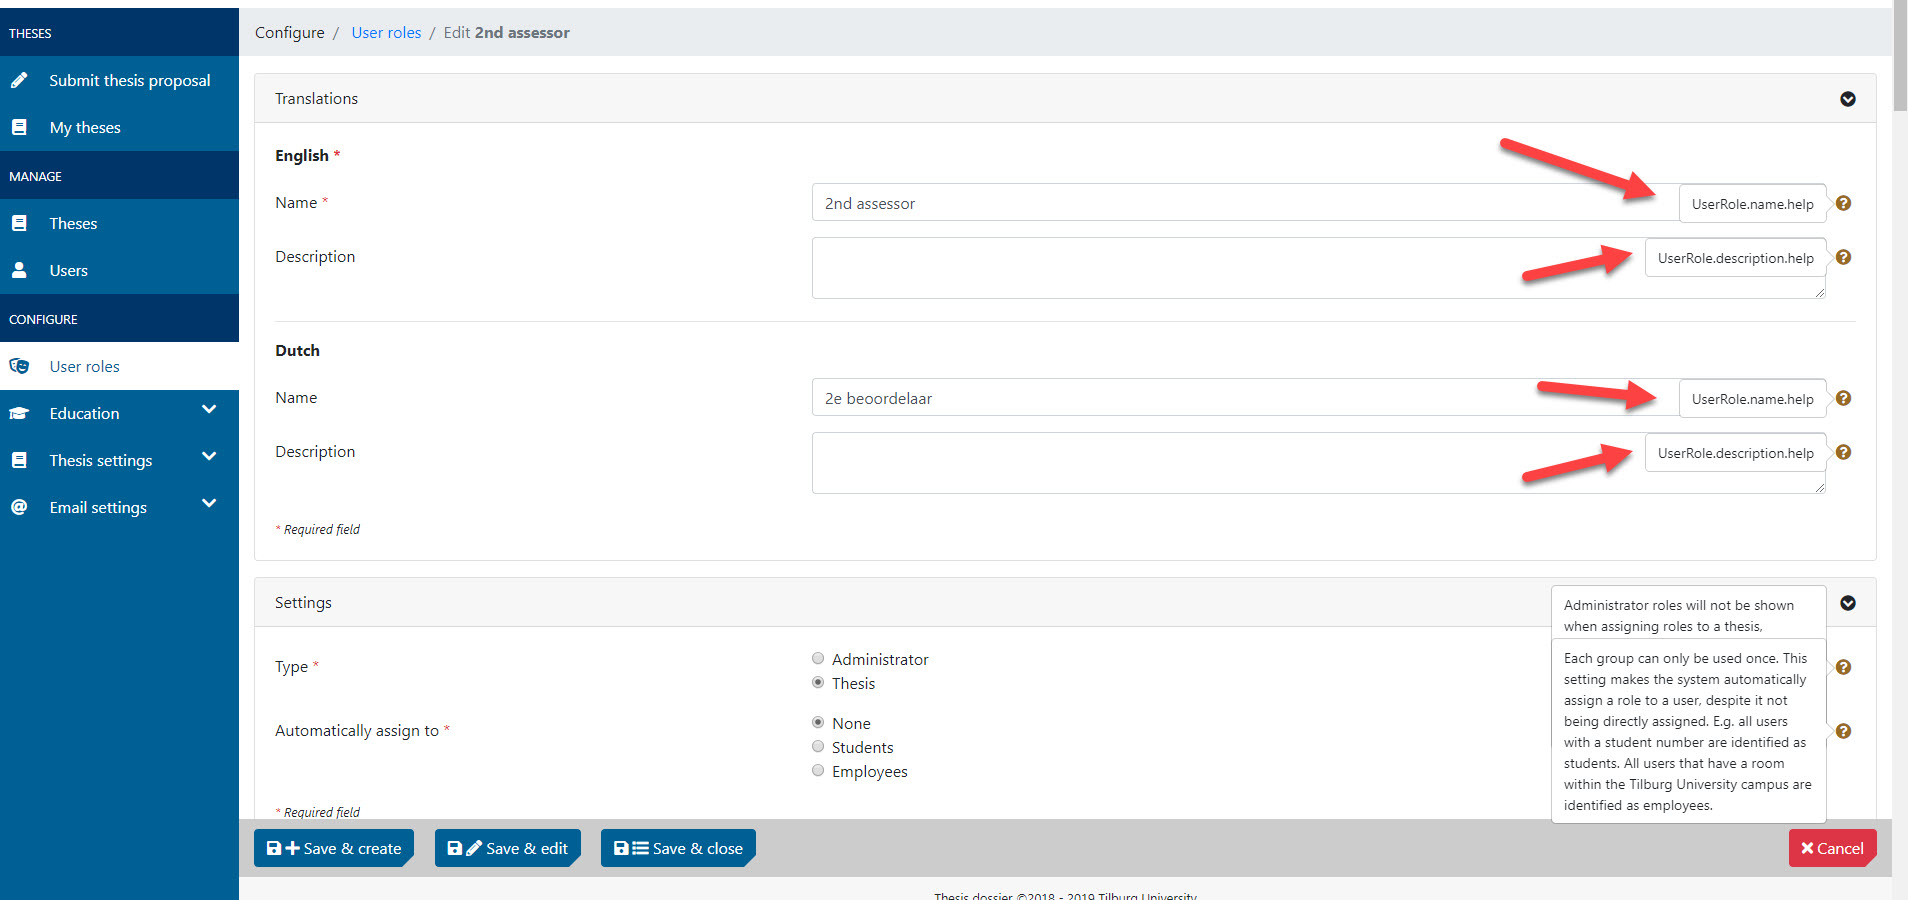 THESES
Submit thesis proposal
My theses
MANAGE
Theses
Users
CONFIGURE
User roles
Education
Thesis settings
Email settings
Configure / User roles / Edit 2nd assessor
Translations
English *
Name * 2nd assessor UserRole.name.help ?
Description UserRole.description.help ?
Dutch
Name 2e beoordelaar UserRole.name.help ?
Description UserRole.description.help ?
* Required field
Settings
Administrator roles will not be shown
when assigning roles to a thesis,
Type * ?
Administrator
Thesis
Automatically assign to * ?
None
Students
Employees
Each group can only be used once. This
setting makes the system automatically
assign a role to a user, despite it not
being directly assigned. E.g. all users
with a student number are identified as
students. All users that have a room
within the Tilburg University campus are
identified as employees.
* Required field
Save & create
Save & edit
Save & close
Cancel
Thesis dossier ©2018 - 2019 Tilburg University